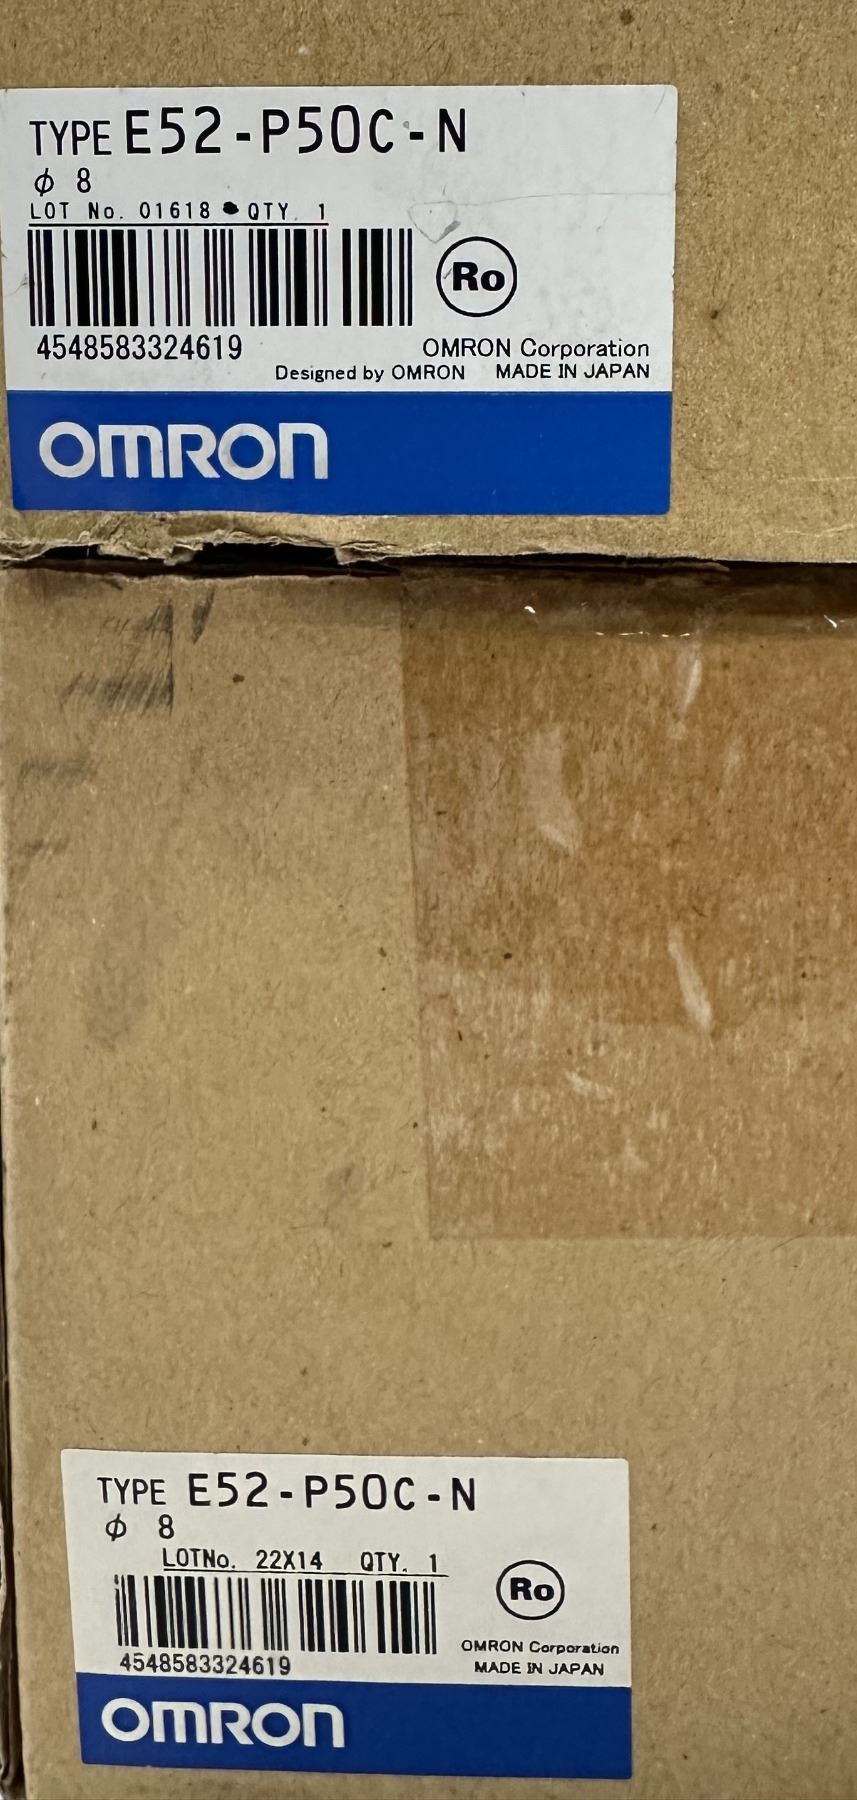 TYPE E52-P50C-N
φ 8
LOT No. 01618 QTY. 1
Ro
4548583324619
OMRON Corporation
Designed by OMRON MADE IN JAPAN
OMRON
TYPE E52-P50C-N
φ 8
LOTNo. 22X14 QTY. 1
Ro
OMRON Corporation
4548583324619
MADE IN JAPAN
OMRON